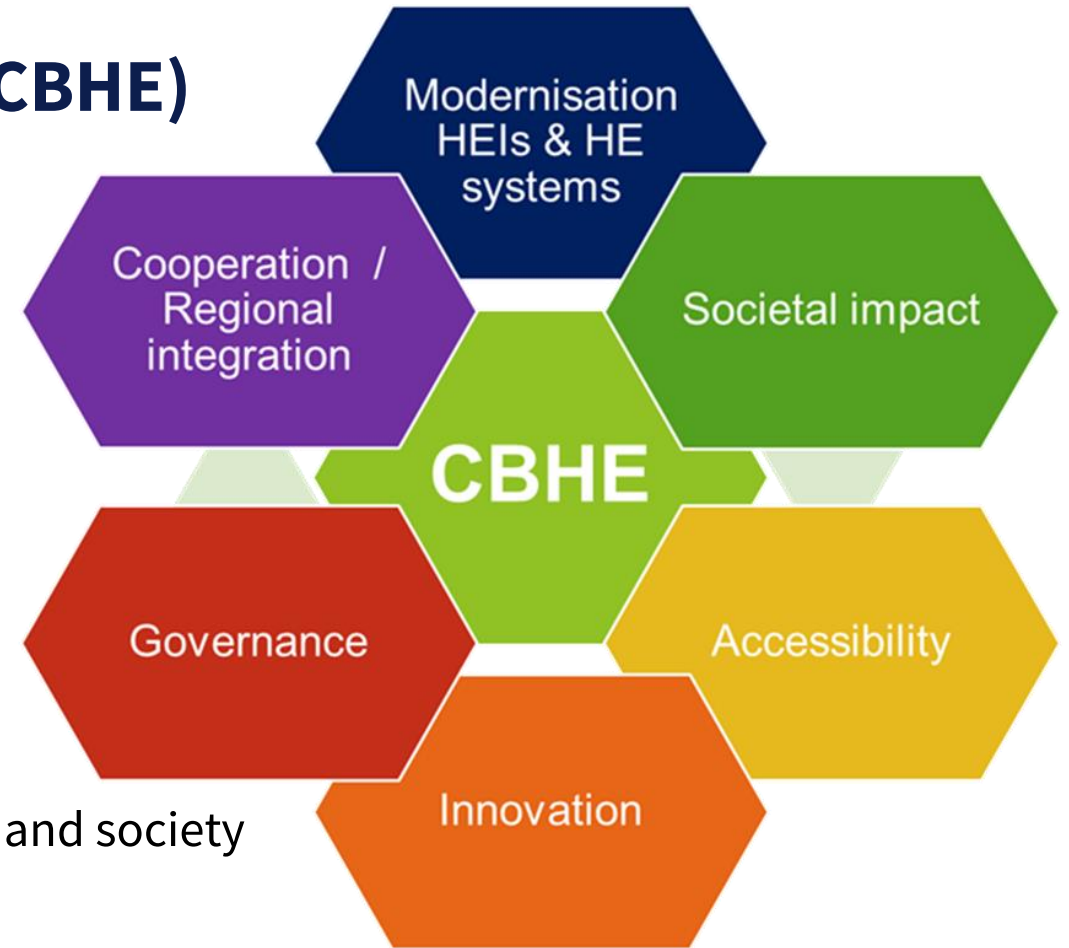 CBHE)
Modernisation
HEIs & HE
systems
Cooperation /
Regional
integration
Societal impact
CBHE
Governance
Accessibility
Innovation
and society